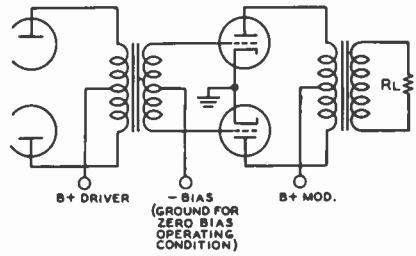 RL
B+ DRIVER
- BIAS
(GROUND FOR
ZERO BIAS
OPERATING
CONDITION)
B+ MOD.